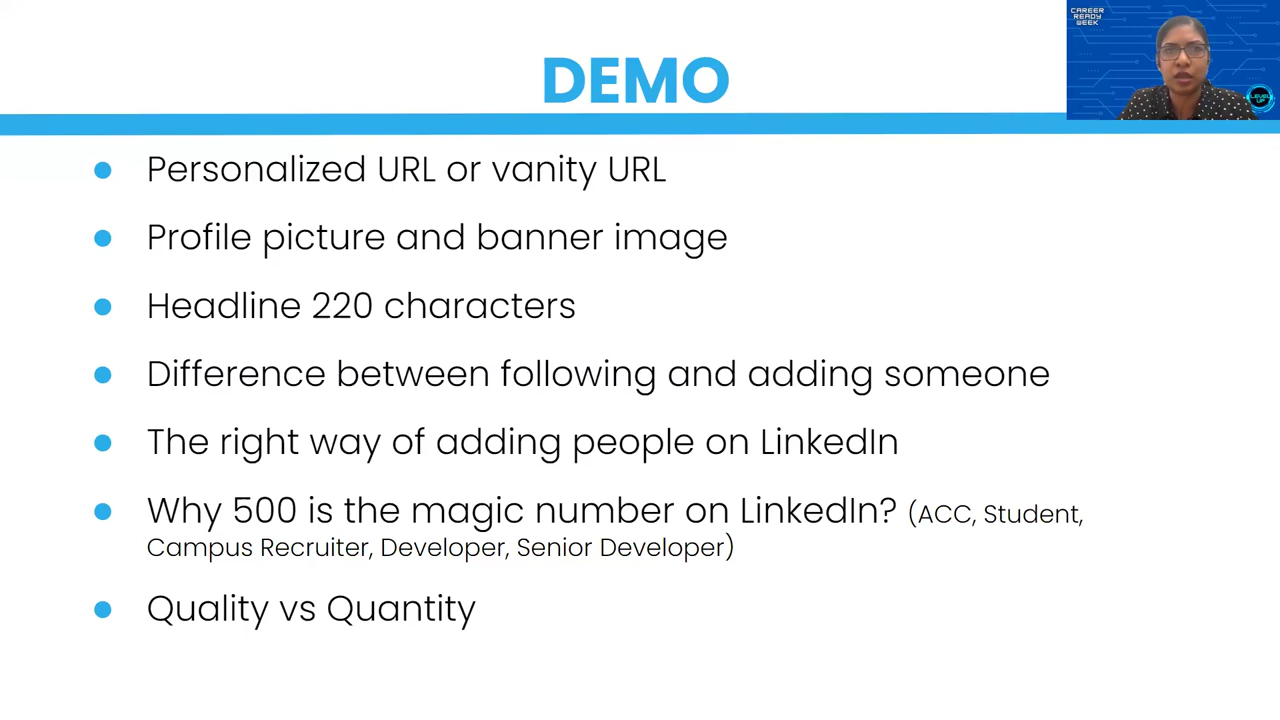 CAREER
READY
WEEK
LEVEL
UP
DEMO
Personalized URL or vanity URL
Profile picture and banner image
Headline 220 characters
Difference between following and adding someone
The right way of adding people on LinkedIn
Why 500 is the magic number on LinkedIn? (ACC, Student,
Campus Recruiter, Developer, Senior Developer)
Quality vs Quantity